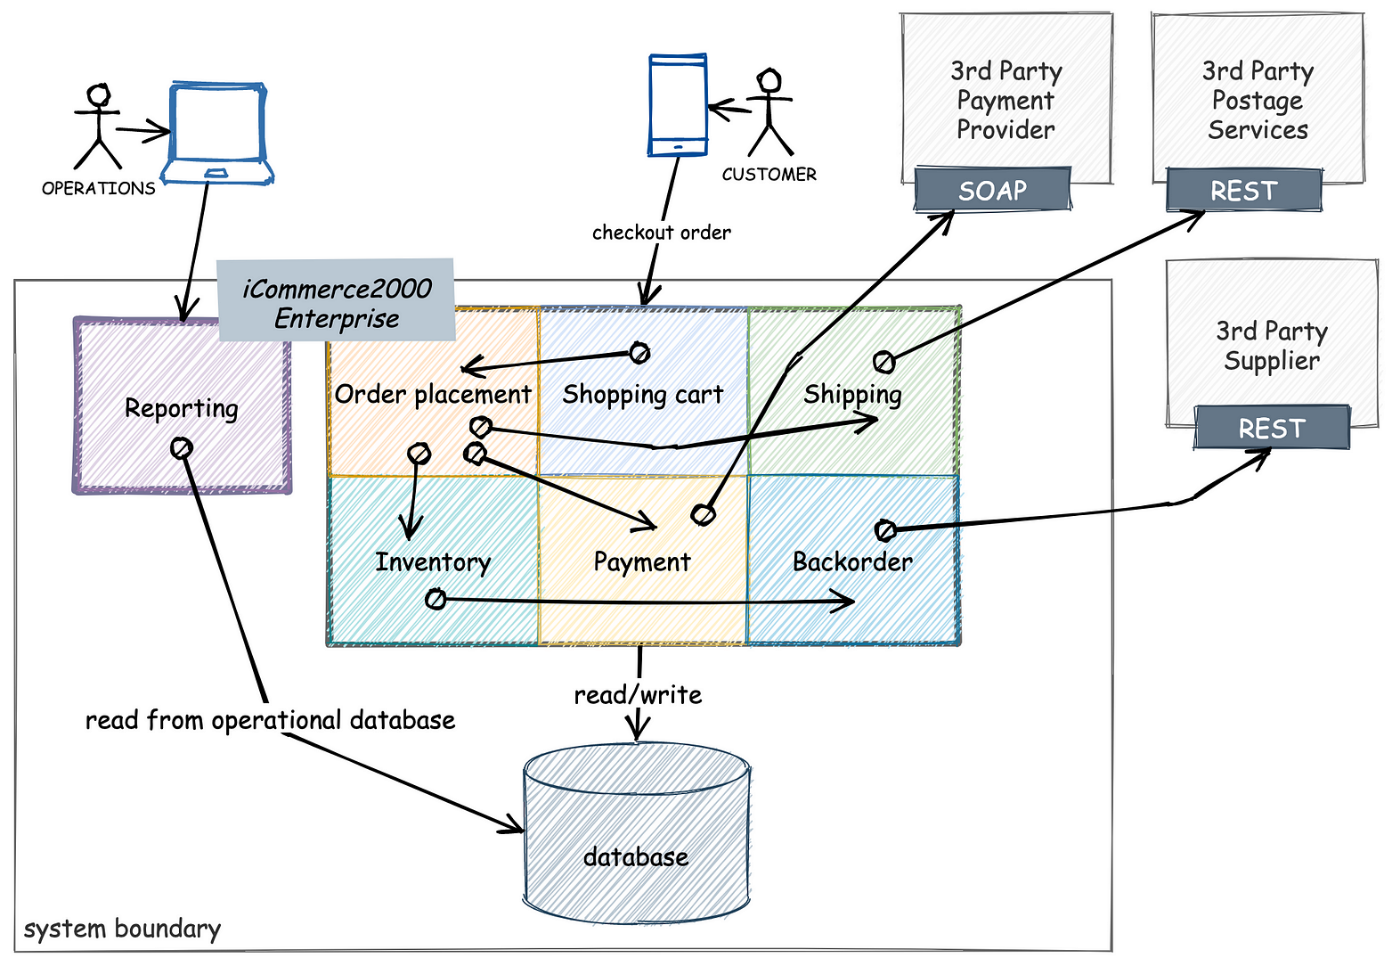 3rd Party
Payment
Provider
SOAP
3rd Party
Postage
Services
REST
OPERATIONS
CUSTOMER
checkout order
iCommerce2000
Enterprise
3rd Party
Supplier
REST
Reporting
Order placement
Shopping cart
Shipping
Inventory
Payment
Backorder
read/write
read from operational database
database
system boundary